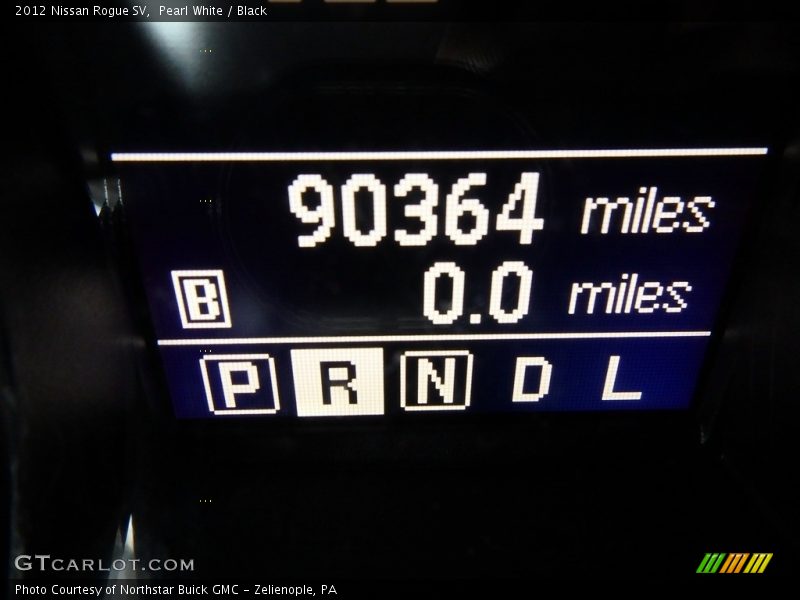 2012 Nissan Rogue SV,  Pearl White / Black
90364 miles
B 0.0 miles
P R N D L
GTCARLOT.COM
Photo Courtesy of Northstar Buick GMC - Zelienople, PA